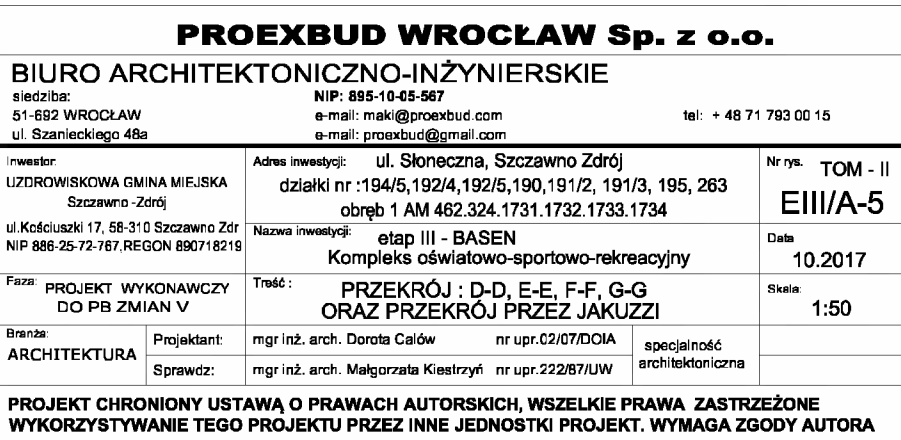 PROEXBUD WROCŁAW Sp. z o.o.
BIURO ARCHITEKTONICZNO-INŻYNIERSKIE
siedziba: NIP: 895-10-05-567
51-692 WROCŁAW e-mail: maki@proexbud.com tel: + 48 71 793 00 15
ul. Szanieckiego 48a e-mail: proexbud@gmail.com
Inwestor: Adres inwestycji: ul. Słoneczna, Szczawno Zdrój Nr rys. TOM - II
UZDROWISKOWA GMINA MIEJSKA działki nr :194/5,192/4,192/5,190,191/2, 191/3, 195, 263 EIII/A-5
Szczawno -Zdrój obręb 1 AM 462.324.1731.1732.1733.1734
ul.Kościuszki 17, 58-310 Szczawno Zdr Nazwa inwestycji: etap III - BASEN Data
NIP 886-25-72-767,REGON 890718219 Kompleks oświatowo-sportowo-rekreacyjny 10.2017
Faza: PROJEKT WYKONAWCZY Treść : PRZEKRÓJ : D-D, E-E, F-F, G-G Skala:
DO PB ZMIAN V ORAZ PRZEKRÓJ PRZEZ JAKUZZI 1:50
Branża: ARCHITEKTURA Projektant: mgr inż. arch. Dorota Calów nr upr.02/07/DOIA specjalność
Sprawdz: mgr inż. arch. Małgorzata Kiestrzyń nr upr.222/87/UW architektoniczna
PROJEKT CHRONIONY USTAWĄ O PRAWACH AUTORSKICH, WSZELKIE PRAWA ZASTRZEŻONE
WYKORZYSTYWANIE TEGO PROJEKTU PRZEZ INNE JEDNOSTKI PROJEKT. WYMAGA ZGODY AUTORA